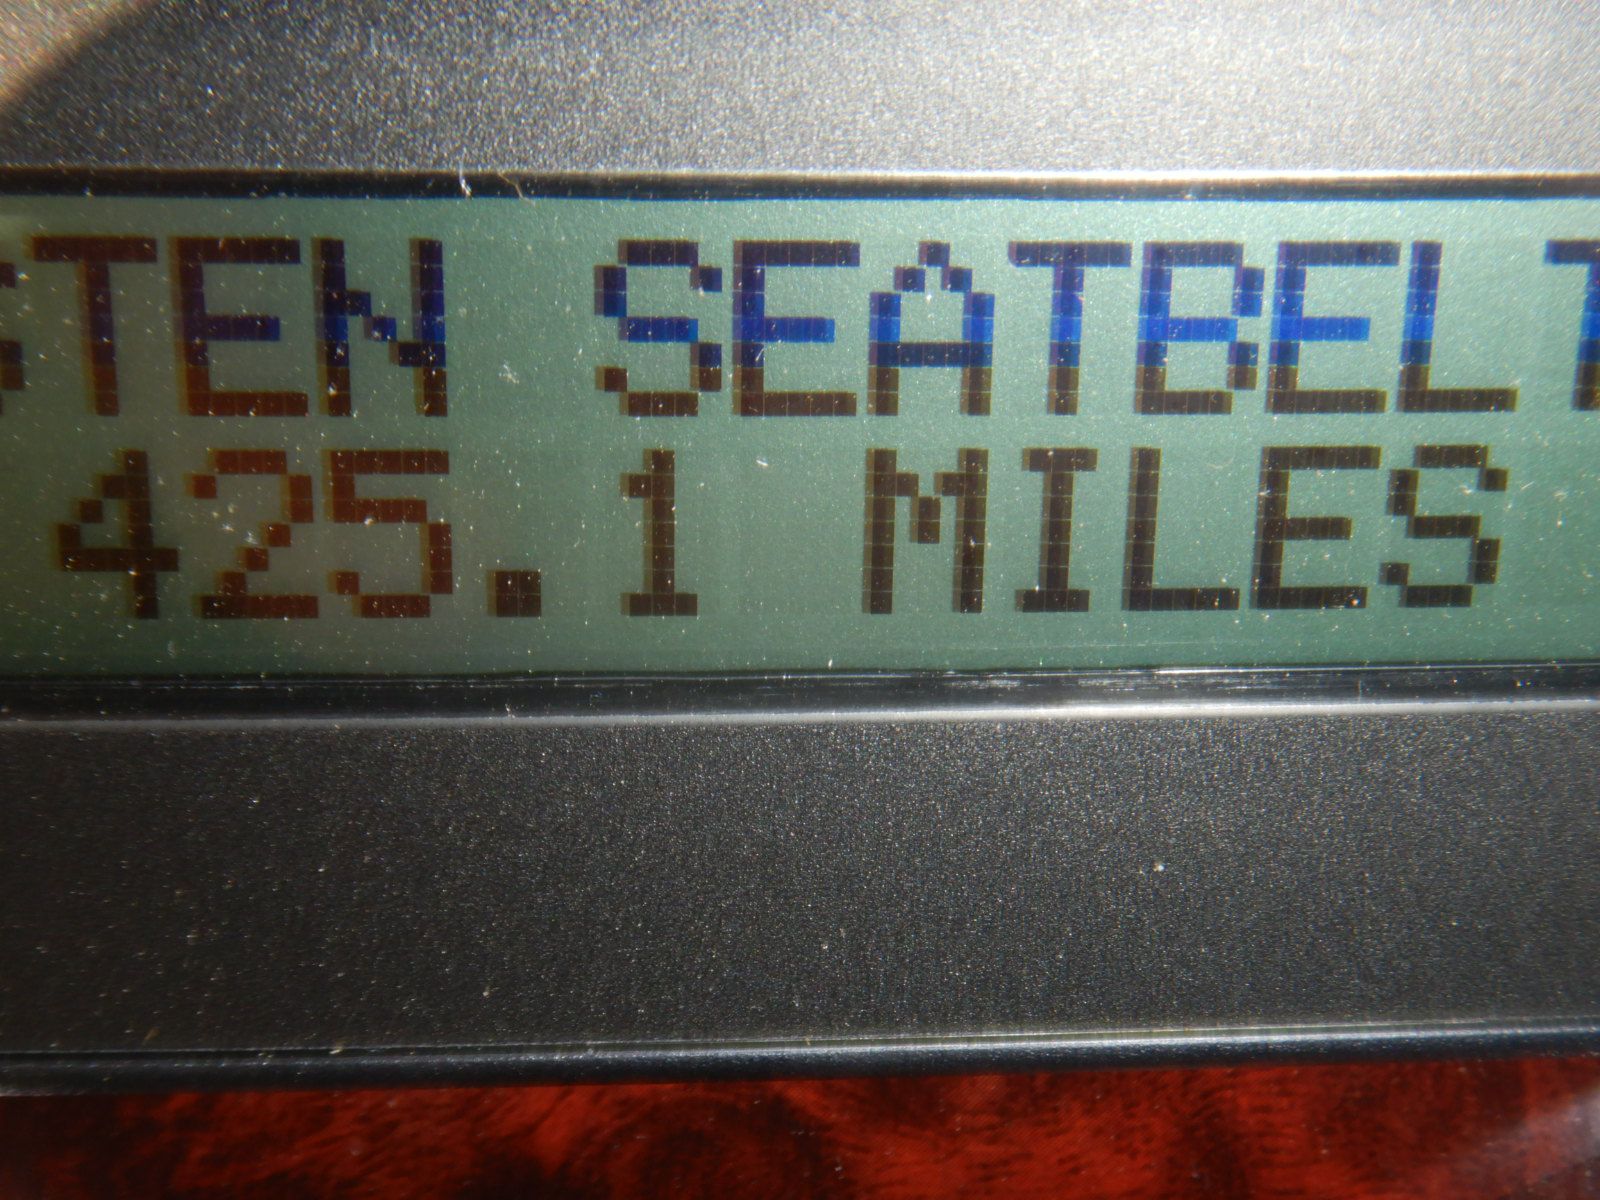 STEN SEATBELT
425.1 MILES